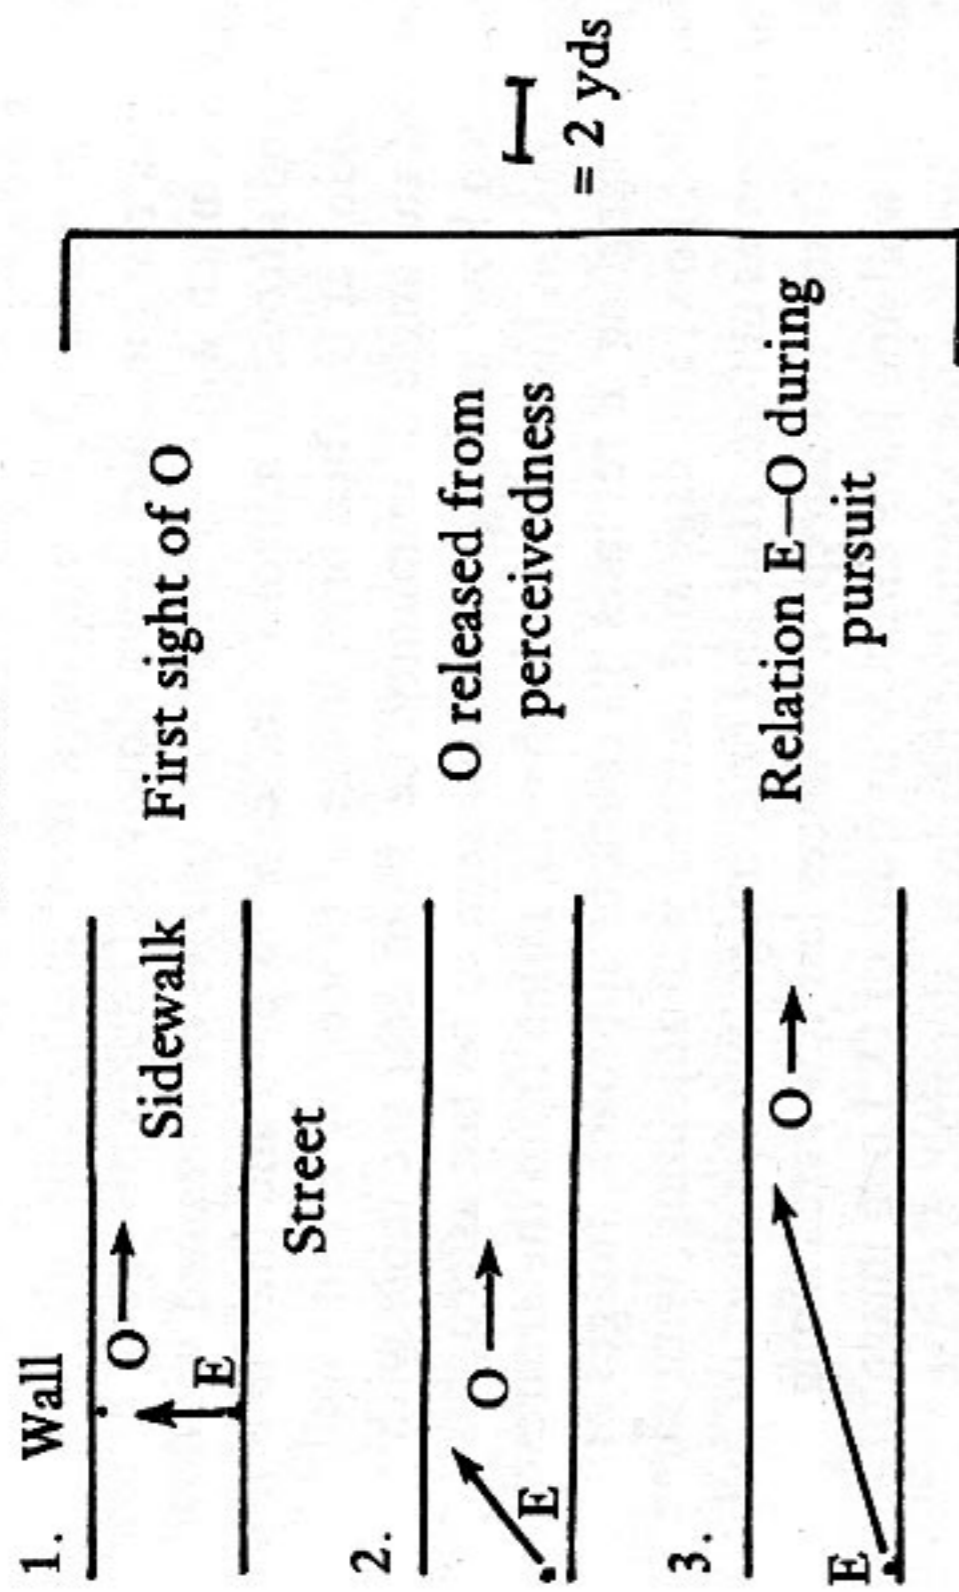 1. Wall
O
E
Sidewalk
Street
First sight of O
2.
O
E
O released from
perceivedness
3.
O
E
Relation E–O during
pursuit
= 2 yds